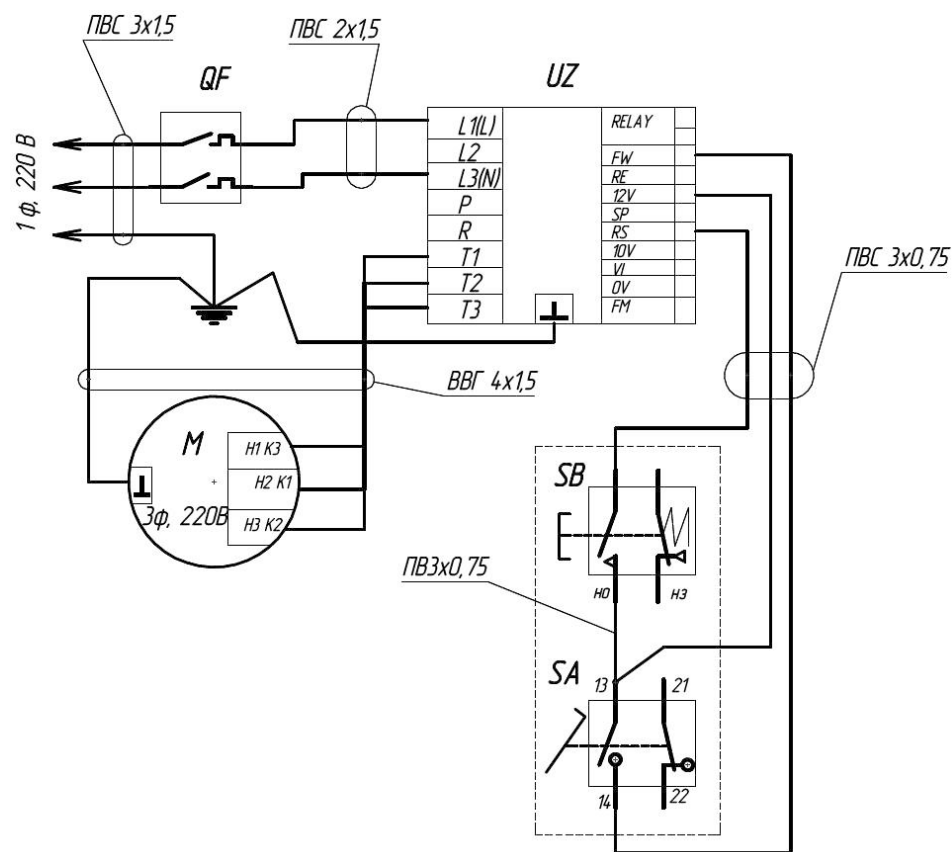 ПВС 3х1,5
ПВС 2х1,5
QF
UZ
1 ф, 220 В
L1(L)
L2
L3(N)
P
R
T1
T2
T3
RELAY
FW
RE
12V
SP
RS
10V
VI
0V
FM
ПВС 3х0,75
ВВГ 4х1,5
M
H1 K3
H2 K1
H3 K2
3ф, 220В
SB
НО
НЗ
ПВ3х0,75
SA
13
21
14
22